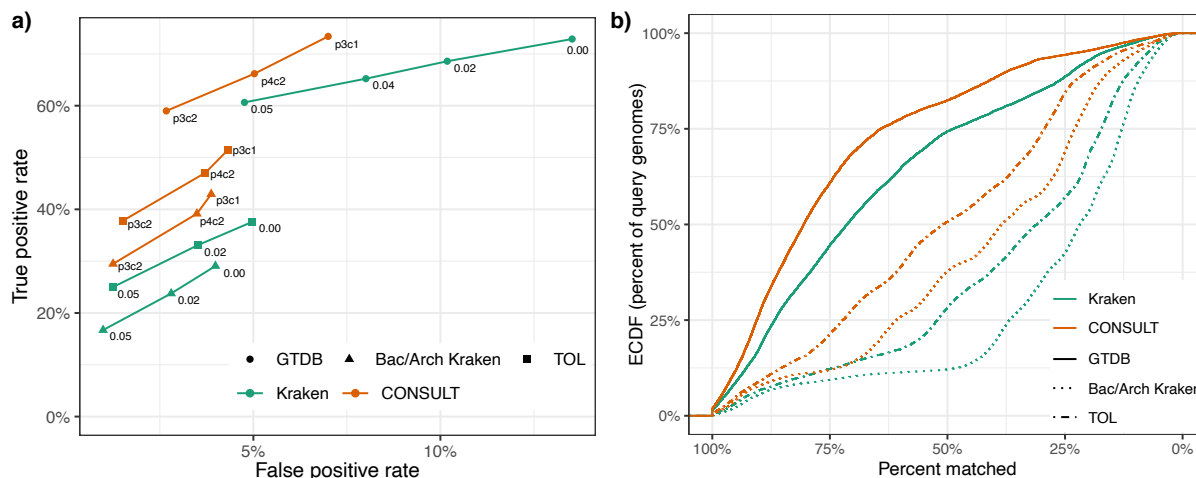 a)
True positive rate
60%
40%
20%
0%
p3c1
p4c2
p3c2
0.00
0.02
0.04
0.05
p3c1
p4c2
p3c2
p3c1
p4c2
p3c2
0.00
0.02
0.05
0.00
0.02
0.05
GTDB Bac/Arch Kraken TOL
Kraken CONSULT
5% 10%
False positive rate
b)
ECDF (percent of query genomes)
100%
75%
50%
25%
0%
Kraken
CONSULT
GTDB
Bac/Arch Kraken
TOL
100% 75% 50% 25% 0%
Percent matched